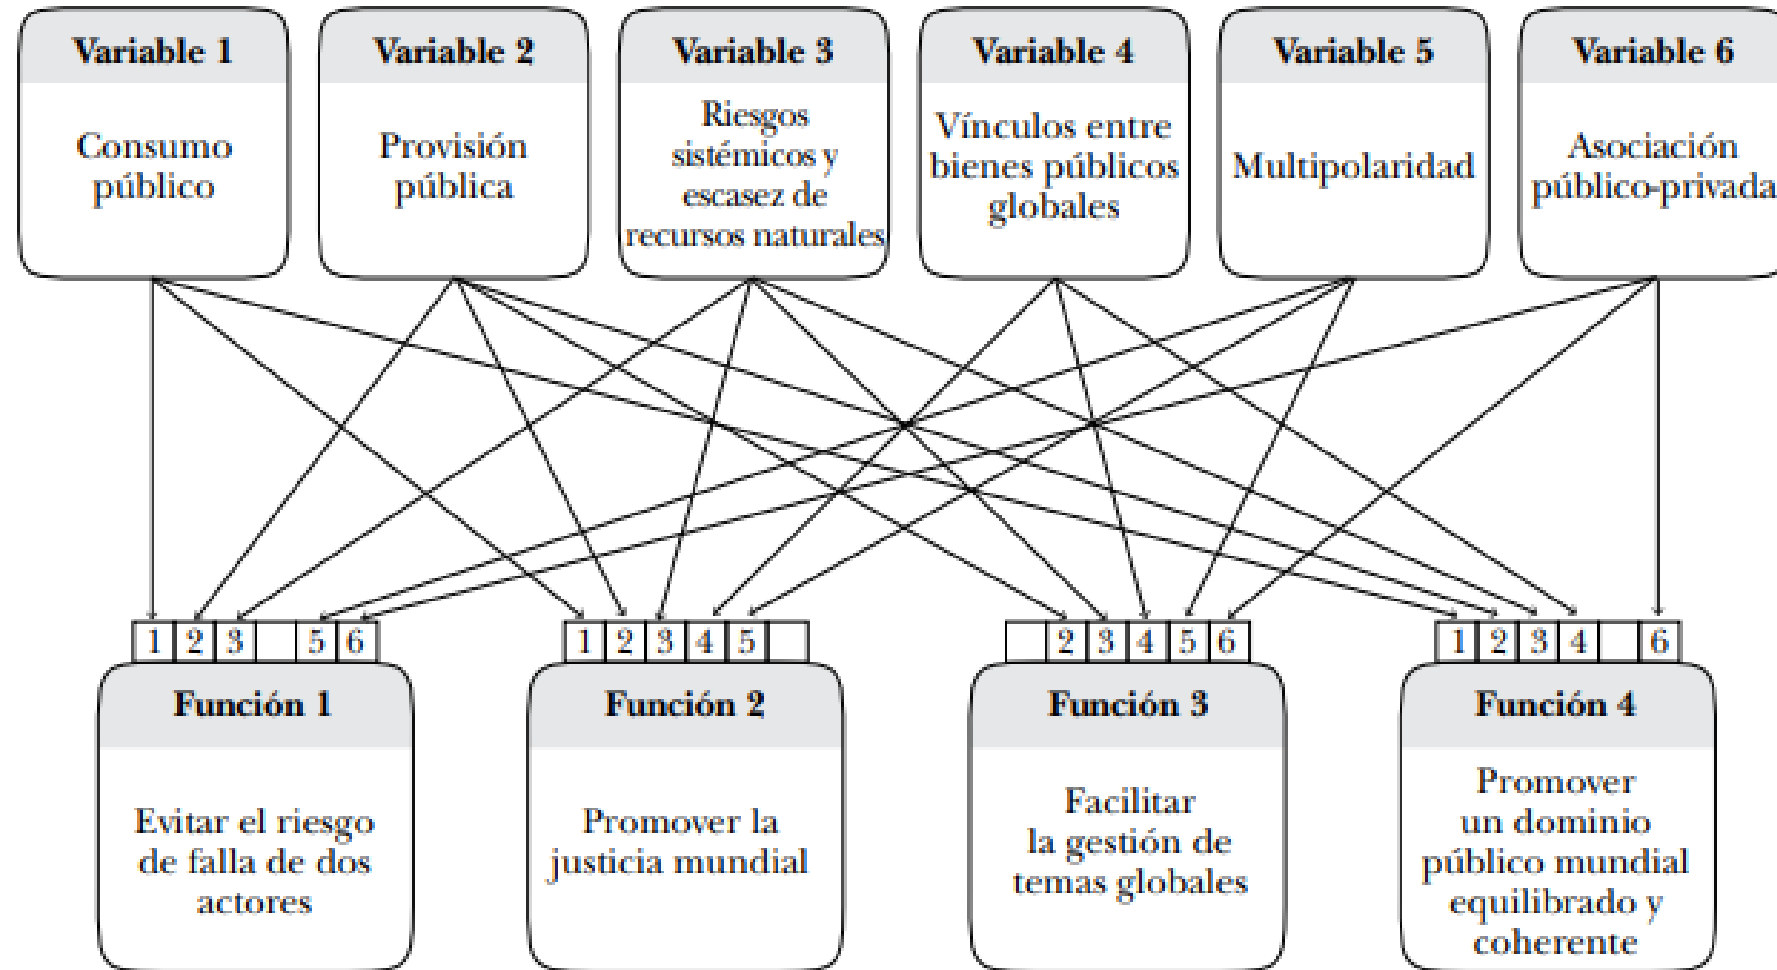 Variable 1
Consumo
público
Variable 2
Provisión
pública
Variable 3
Riesgos
sistémicos y
escasez de
recursos naturales
Variable 4
Vínculos entre
bienes públicos
globales
Variable 5
Multipolaridad
Variable 6
Asociación
público-privada
1 2 3 5 6
1 2 3 4 5
2 3 4 5 6
1 2 3 4 6
Función 1
Evitar el riesgo
de falla de dos
actores
Función 2
Promover la
justicia mundial
Función 3
Facilitar
la gestión de
temas globales
Función 4
Promover
un dominio
público mundial
equilibrado y
coherente